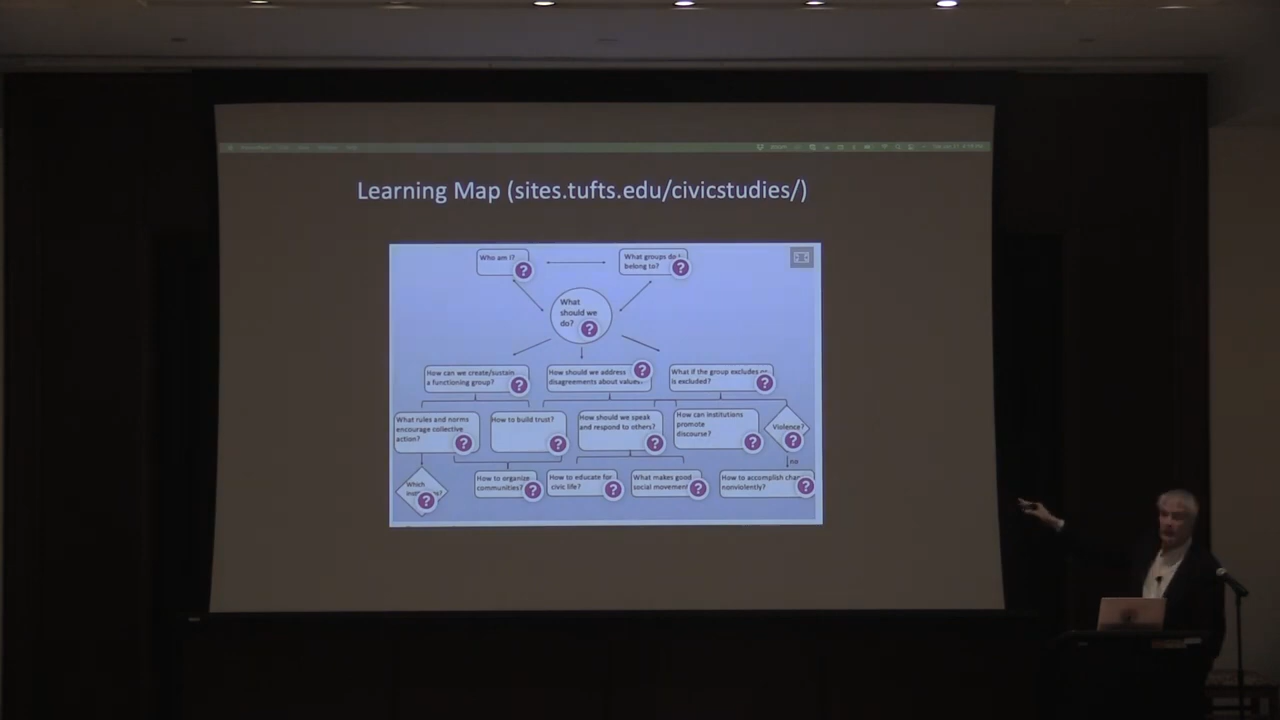 Learning Map (sites.tufts.edu/civicstudies/)
Who am I?
What groups do I
belong to?
What
should we
do?
How can we create/sustain
a functioning group?
How should we address
disagreements about values?
What if the group excludes or
is excluded?
What rules and norms
encourage collective
action?
How to build trust?
How should we speak
and respond to others?
How can institutions
promote
discourse?
Violence?
no
Which
How to organize
communities?
How to educate for
civic life?
What makes good
social movement
How to accomplish
nonviolently?